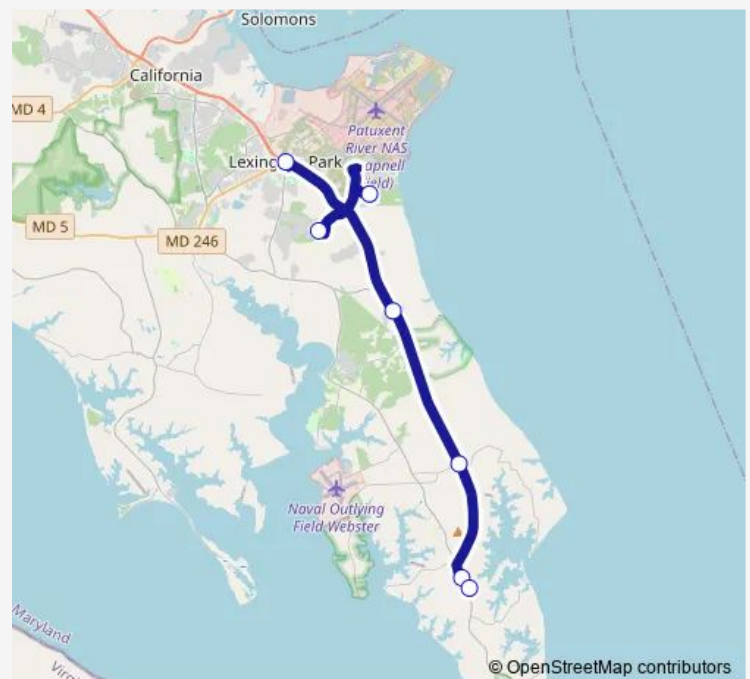 Solomons
California
MD 4
Patuxent
River NAS
Lexing
Park
apnell
ield)
MD 5
MD 246
Naval Outlying
Field Webster
Maryland
Virg
© OpenStreetMap contributors